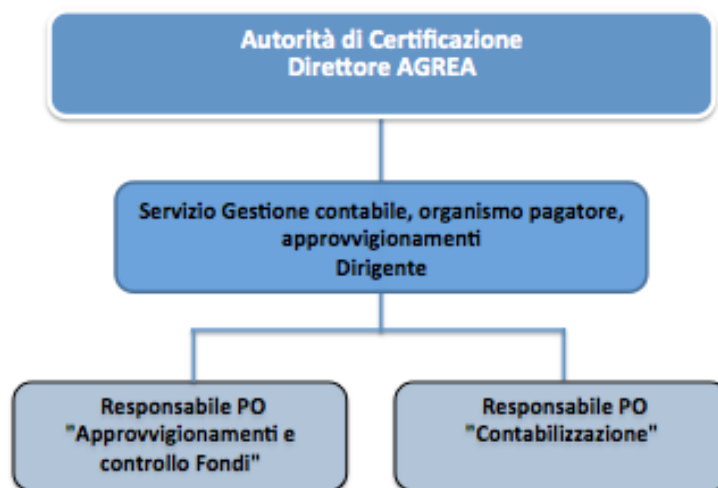 Autorità di Certificazione
Direttore AGREA
Servizio Gestione contabile, organismo pagatore,
approvvigionamenti
Dirigente
Responsabile PO
"Approvvigionamenti e
controllo Fondi"
Responsabile PO
"Contabilizzazione"